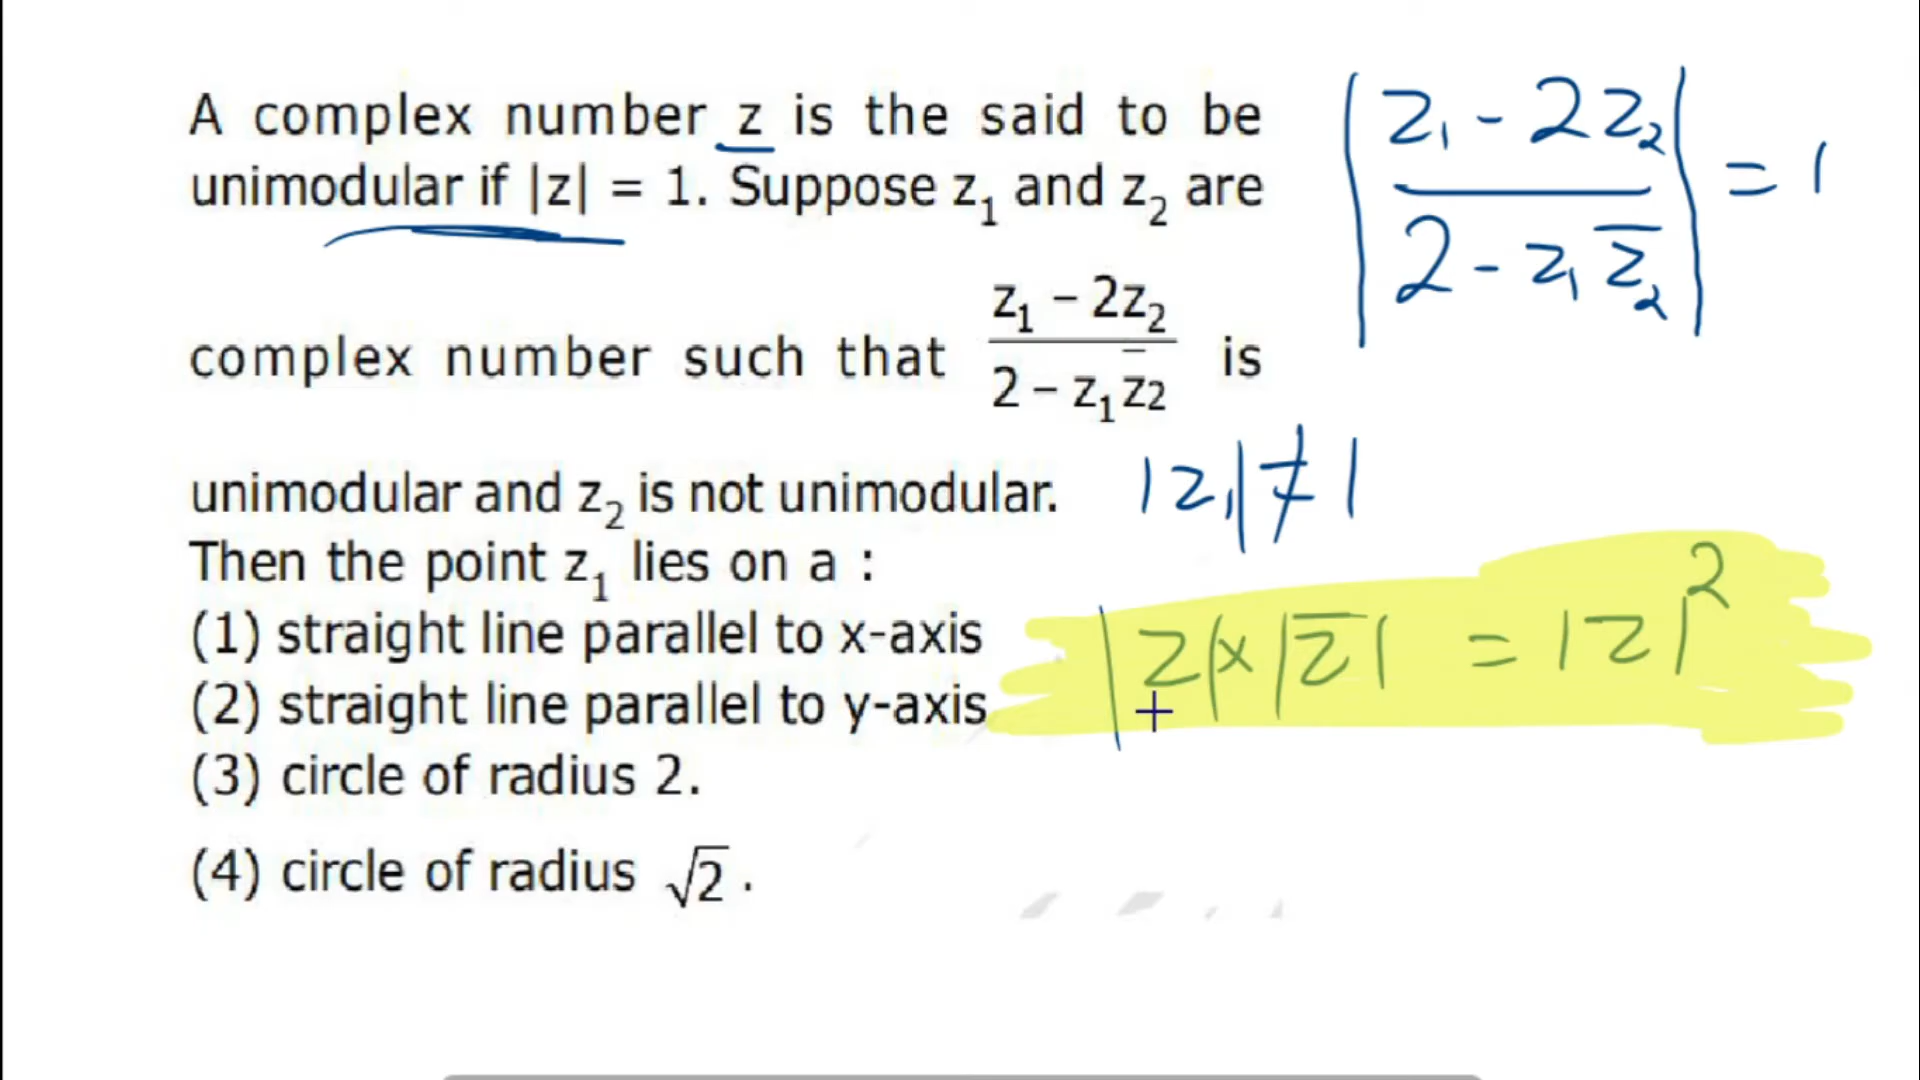 A complex number z is the said to be
unimodular if |z| = 1. Suppose z₁ and z₂ are
complex number such that (z₁ − 2z₂)/(2 − z₁z̄₂) is
unimodular and z₂ is not unimodular.
Then the point z₁ lies on a :
(1) straight line parallel to x-axis
(2) straight line parallel to y-axis
(3) circle of radius 2.
(4) circle of radius √2 .
|(z₁ - 2z₂)/(2 - z₁z̄₂)| = 1
|z₁| ≠ 1
|z|×|z̄| = |z|²